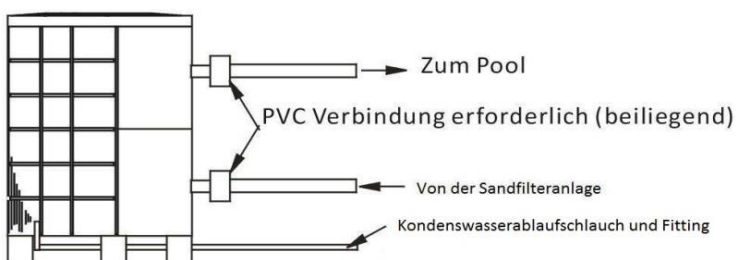 Zum Pool
PVC Verbindung erforderlich (beiliegend)
Von der Sandfilteranlage
Kondenswasserablaufschlauch und Fitting